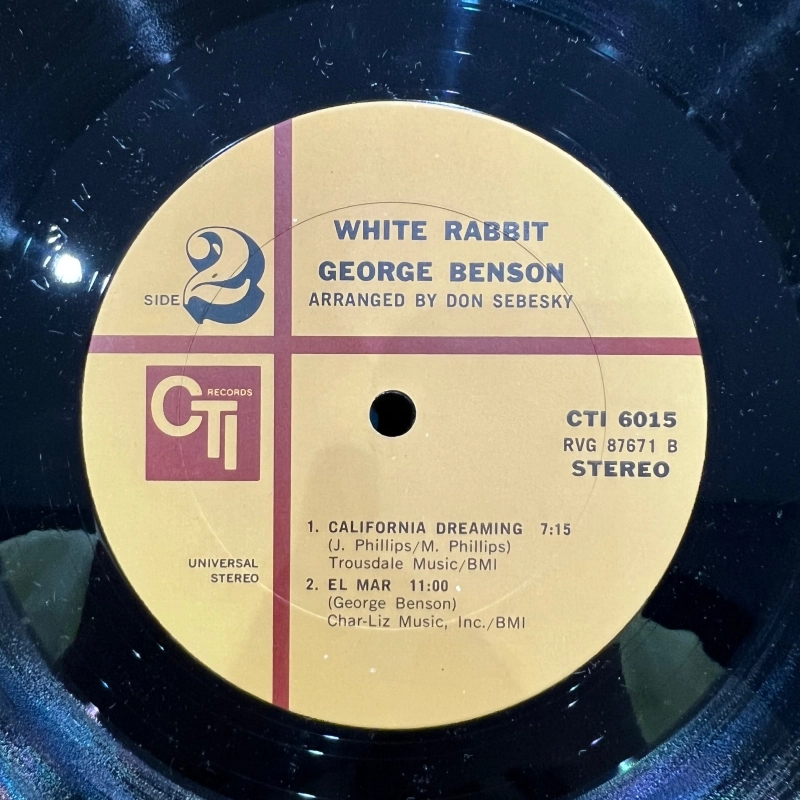 WHITE RABBIT
GEORGE BENSON
ARRANGED BY DON SEBESKY
SIDE 2
CTI RECORDS
CTI 6015
RVG 87671 B
STEREO
UNIVERSAL
STEREO
1. CALIFORNIA DREAMING 7:15
(J. Phillips/M. Phillips)
Trousdale Music/BMI
2. EL MAR 11:00
(George Benson)
Char-Liz Music, Inc./BMI